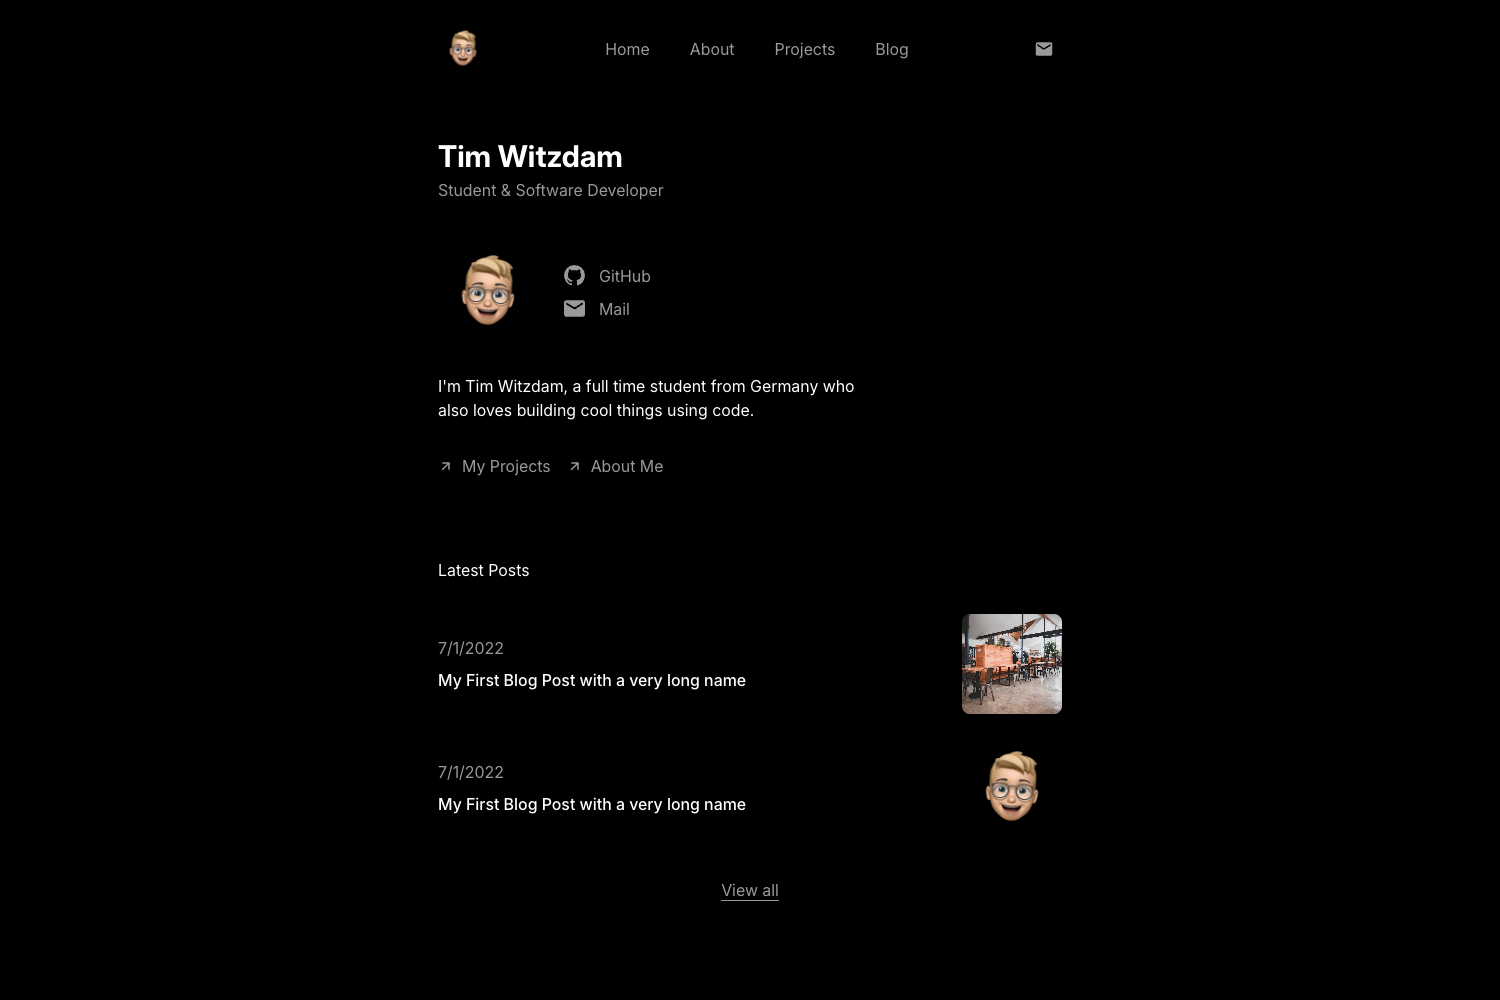 Home About Projects Blog
Tim Witzdam
Student & Software Developer
GitHub
Mail
I'm Tim Witzdam, a full time student from Germany who
also loves building cool things using code.
My Projects About Me
Latest Posts
7/1/2022
My First Blog Post with a very long name
7/1/2022
My First Blog Post with a very long name
View all